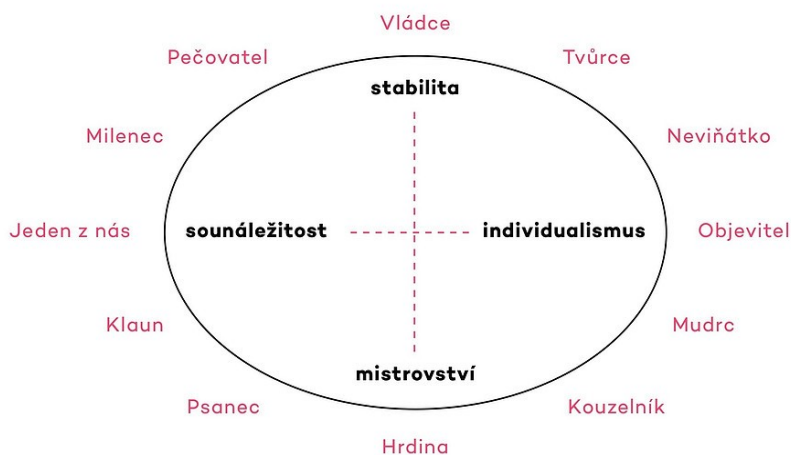 Vládce
Pečovatel
Tvůrce
stabilita
Milenec
Neviňátko
Jeden z nás
sounáležitost
individualismus
Objevitel
Klaun
Mudrc
mistrovství
Psanec
Kouzelník
Hrdina